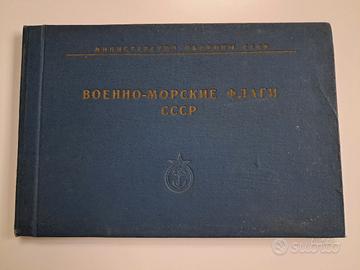 МИНИСТЕРСТВО ОБОРОНЫ СССР
ВОЕННО-МОРСКИЕ ФЛАГИ
СССР
subito